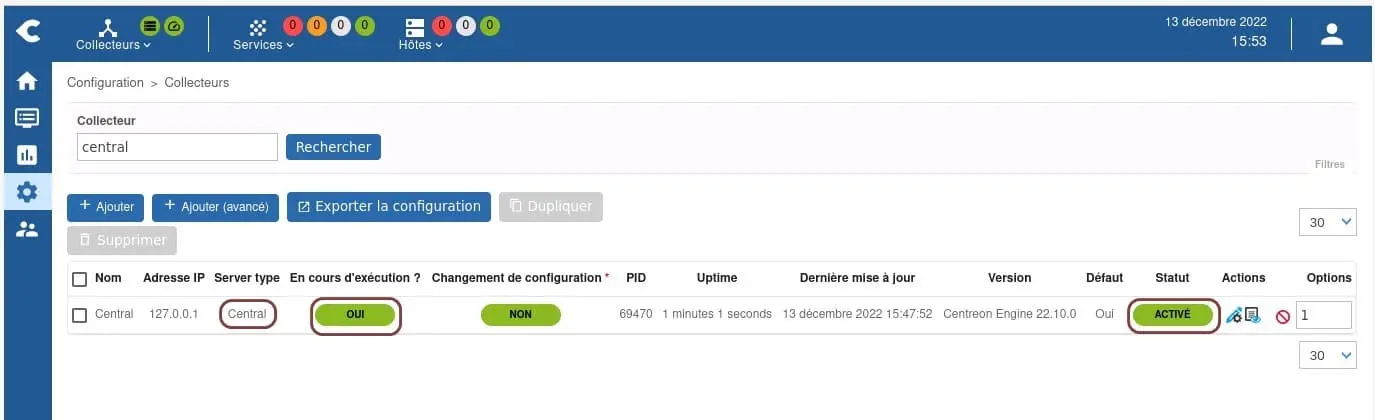 0 0 0 0 0 0 0
Collecteurs Services Hôtes
13 décembre 2022
15:53
Configuration > Collecteurs
Collecteur
central Rechercher
Filtres
+ Ajouter + Ajouter (avancé) Exporter la configuration Dupliquer
30
Supprimer
Nom Adresse IP Server type En cours d'exécution ? Changement de configuration * PID Uptime Dernière mise à jour Version Défaut Statut Actions Options
Central 127.0.0.1 Central OUI NON 69470 1 minutes 1 seconds 13 décembre 2022 15:47:52 Centreon Engine 22.10.0 Oui ACTIVÉ 1
30